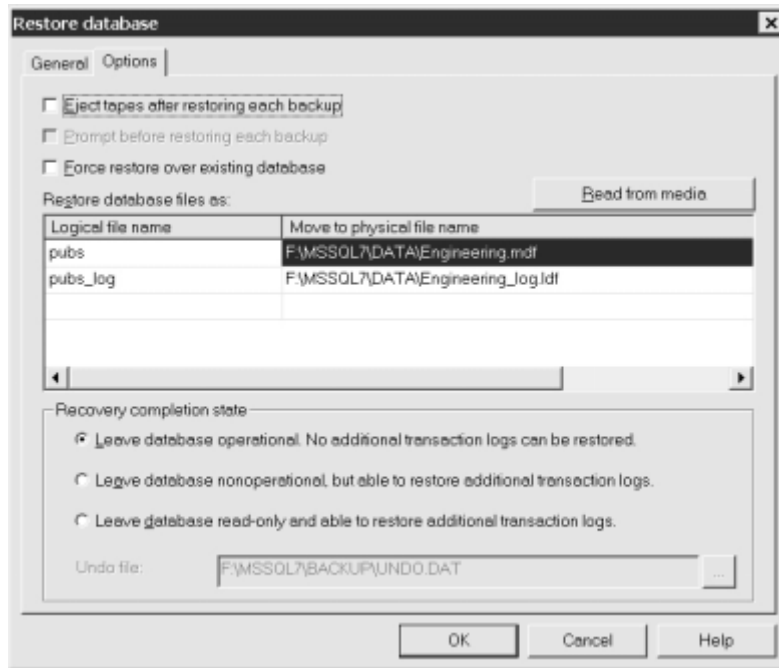 Restore database
General Options
Eject tapes after restoring each backup
Prompt before restoring each backup
Force restore over existing database
Restore database files as:
Read from media
Logical file name Move to physical file name
pubs F:\MSSQL7\DATA\Engineering.mdf
pubs_log F:\MSSQL7\DATA\Engineering_log.ldf
Recovery completion state
Leave database operational. No additional transaction logs can be restored.
Leave database nonoperational, but able to restore additional transaction logs.
Leave database read-only and able to restore additional transaction logs.
Undo file: F:\MSSQL7\BACKUP\UNDO.DAT ...
OK Cancel Help